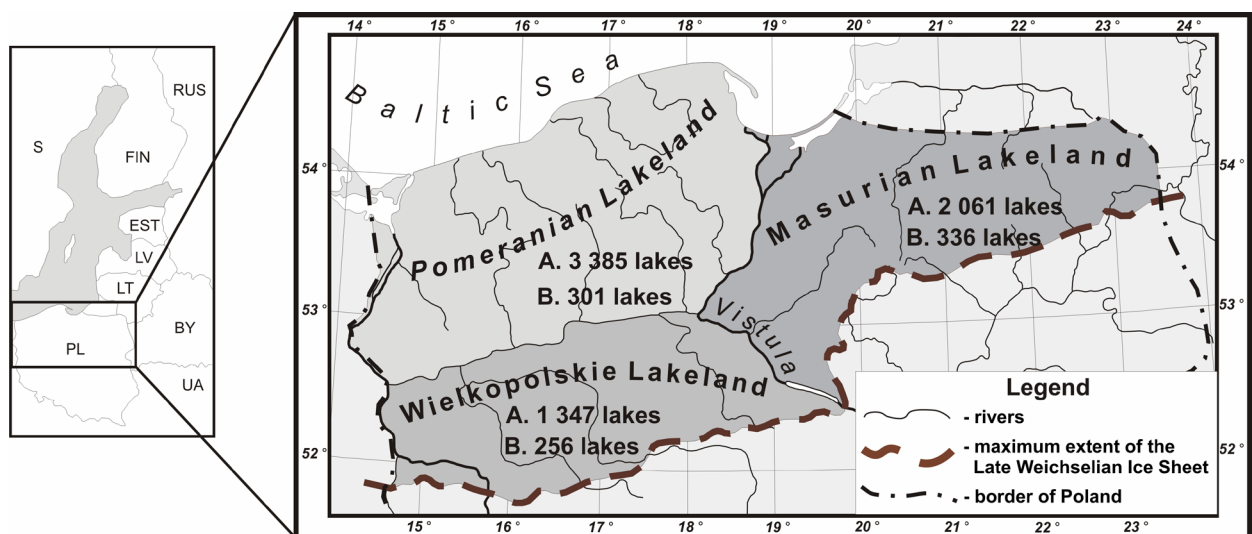 S
RUS
FIN
EST
LV
LT
BY
PL
UA
14 °
15 °
16 °
17 °
18 °
19 °
20 °
21 °
22 °
23 °
24 °
Baltic Sea
54 °
54 °
Pomeranian Lakeland
A. 3 385 lakes
B. 301 lakes
Masurian Lakeland
A. 2 061 lakes
B. 336 lakes
53 °
53 °
Vistula
Wielkopolskie Lakeland
A. 1 347 lakes
B. 256 lakes
52 °
52 °
Legend
- rivers
- maximum extent of the
Late Weichselian Ice Sheet
- border of Poland
15 °
16 °
17 °
18 °
19 °
20 °
21 °
22 °
23 °